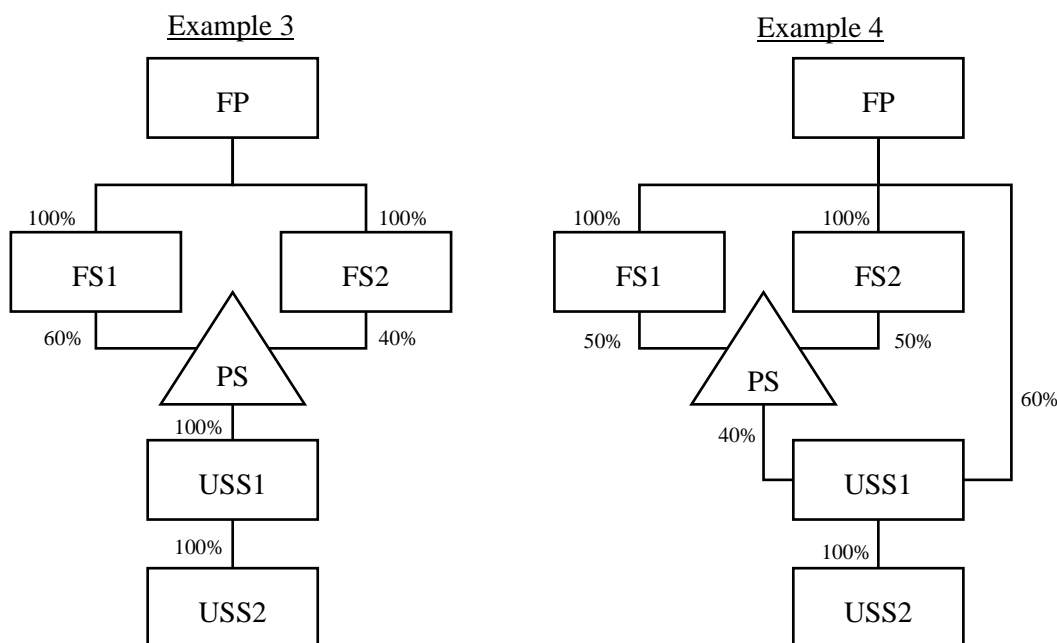 Example 3
FP
100%
100%
FS1
FS2
60%
40%
PS
100%
USS1
100%
USS2
Example 4
FP
100%
100%
FS1
FS2
50%
50%
PS
60%
40%
USS1
100%
USS2